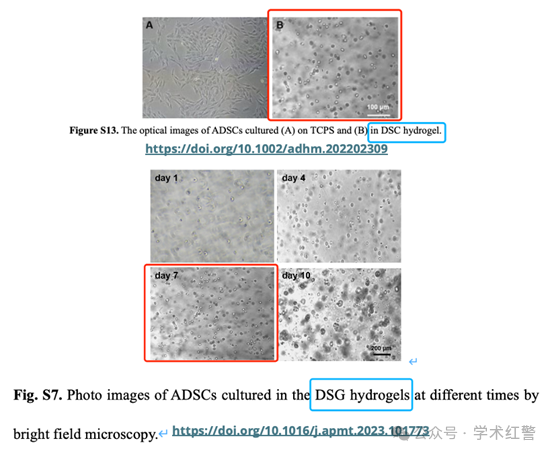 A
B
100 μm
Figure S13. The optical images of ADSCs cultured (A) on TCPS and (B) in DSC hydrogel.
https://doi.org/10.1002/adhm.202202309
day 1
day 4
day 7
day 10
200 μm
Fig. S7. Photo images of ADSCs cultured in the DSG hydrogels at different times by
bright field microscopy. https://doi.org/10.1016/j.apmt.2023.101773
公众号 · 学术红警